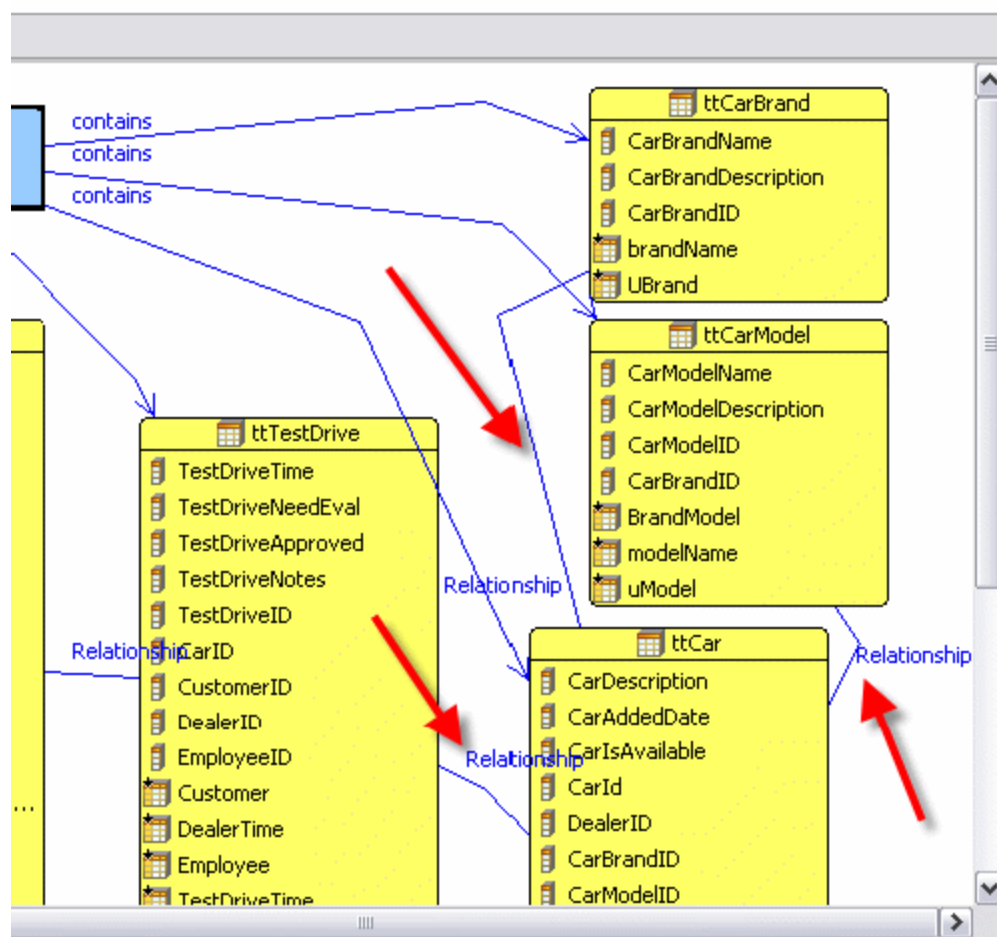 contains
contains
contains
ttCarBrand
CarBrandName
CarBrandDescription
CarBrandID
brandName
UBrand
ttCarModel
CarModelName
CarModelDescription
CarModelID
CarBrandID
BrandModel
modelName
uModel
ttTestDrive
TestDriveTime
TestDriveNeedEval
TestDriveApproved
TestDriveNotes
TestDriveID
CarID
CustomerID
DealerID
EmployeeID
Customer
DealerTime
Employee
TestDriveTime
Relationship
Relationship
Relationship
Relationship
ttCar
CarDescription
CarAddedDate
CarIsAvailable
CarId
DealerID
CarBrandID
CarModelID
...